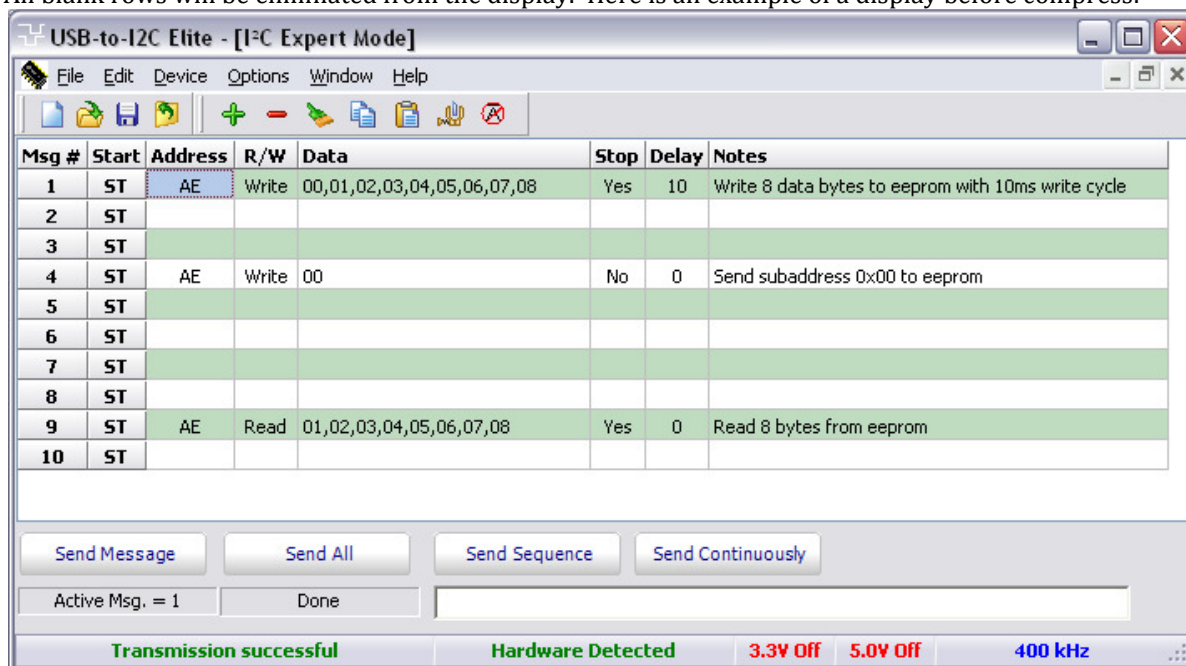 All blank rows will be eliminated from the display. Here is an example of a display before compress:
USB-to-I2C Elite - [I²C Expert Mode]
File Edit Device Options Window Help
Msg # Start Address R/W Data Stop Delay Notes
1 ST AE Write 00,01,02,03,04,05,06,07,08 Yes 10 Write 8 data bytes to eeprom with 10ms write cycle
2 ST
3 ST
4 ST AE Write 00 No 0 Send subaddress 0x00 to eeprom
5 ST
6 ST
7 ST
8 ST
9 ST AE Read 01,02,03,04,05,06,07,08 Yes 0 Read 8 bytes from eeprom
10 ST
Send Message Send All Send Sequence Send Continuously
Active Msg. = 1 Done
Transmission successful Hardware Detected 3.3V Off 5.0V Off 400 kHz